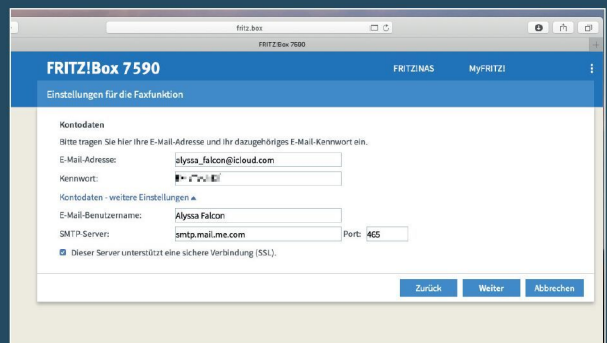 fritz.box
FRITZ!Box 7590
FRITZ!Box 7590
FRITZ!NAS MyFRITZ!
Einstellungen für die Faxfunktion
Kontodaten
Bitte tragen Sie hier Ihre E-Mail-Adresse und Ihr dazugehöriges E-Mail-Kennwort ein.
E-Mail-Adresse: alyssa_falcon@icloud.com
Kennwort:
Kontodaten - weitere Einstellungen
E-Mail-Benutzername: Alyssa Falcon
SMTP-Server: smtp.mail.me.com Port: 465
Dieser Server unterstützt eine sichere Verbindung (SSL).
Zurück Weiter Abbrechen